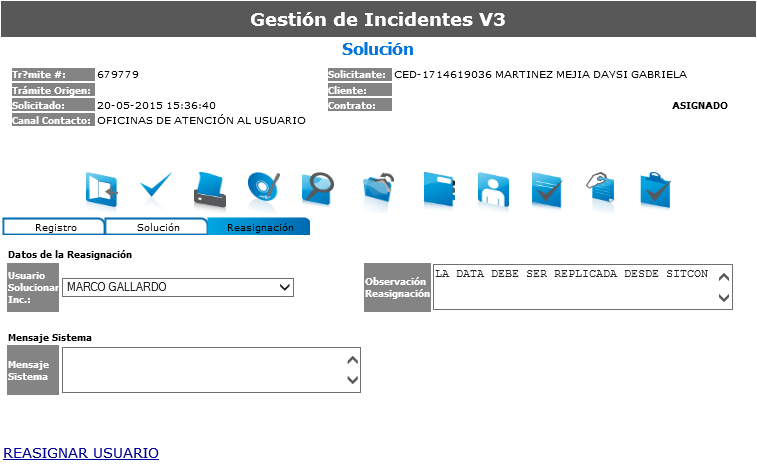 Gestión de Incidentes V3
Solución
Tr?mite #: 679779 Solicitante: CED-1714619036 MARTINEZ MEJIA DAYSI GABRIELA
Trámite Origen: Cliente:
Solicitado: 20-05-2015 15:36:40 Contrato: ASIGNADO
Canal Contacto: OFICINAS DE ATENCIÓN AL USUARIO
Registro Solución Reasignación
Datos de la Reasignación
Usuario
Solucionar
Inc.:
MARCO GALLARDO
Observación
Reasignación
LA DATA DEBE SER REPLICADA DESDE SITCON
Mensaje Sistema
Mensaje
Sistema
REASIGNAR USUARIO